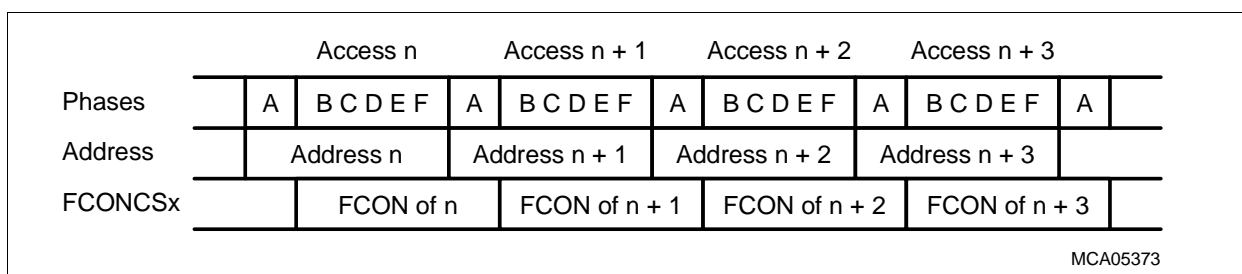 Access n Access n + 1 Access n + 2 Access n + 3
Phases A B C D E F A B C D E F A B C D E F A B C D E F A
Address Address n Address n + 1 Address n + 2 Address n + 3
FCONCSx FCON of n FCON of n + 1 FCON of n + 2 FCON of n + 3
MCA05373